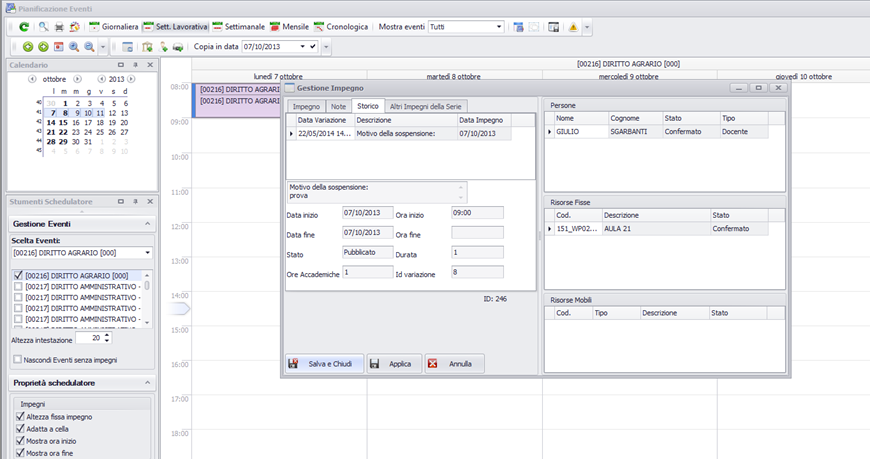 Pianificazione Eventi
Giornaliera Sett. Lavorativa Settimanale Mensile Cronologica Mostra eventi Tutti
Copia in data 07/10/2013
Calendario
ottobre 2013
l m m g v s d
40 30 1 2 3 4 5 6
41 7 8 9 10 11 12 13
42 14 15 16 17 18 19 20
43 21 22 23 24 25 26 27
44 28 29 30 31 1 2 3
45 4 5 6 7 8 9 10
Stumenti Schedulatore
Gestione Eventi
Scelta Eventi:
[00216] DIRITTO AGRARIO [000]
[00216] DIRITTO AGRARIO [000]
[00217] DIRITTO AMMINISTRATIVO -
[00217] DIRITTO AMMINISTRATIVO -
[00217] DIRITTO AMMINISTRATIVO -
[00217] DIRITTO AMMINISTRATIVO -
Altezza intestazione 20
Nascondi Eventi senza impegni
Proprietà schedulatore
Impegni
Altezza fissa impegno
Adatta a cella
Mostra ora inizio
Mostra ora fine
[00216] DIRITTO AGRARIO [000]
lunedì 7 ottobre martedì 8 ottobre mercoledì 9 ottobre giovedì 10 ottobre
08:00
[00216] DIRITTO AGRARI
[00216] DIRITTO AGRARI
09:00
10:00
11:00
12:00
13:00
14:00
15:00
16:00
17:00
18:00
Gestione Impegno
Impegno Note Storico Altri Impegni della Serie
Data Variazione Descrizione Data Impegno
22/05/2014 14... Motivo della sospensione: 07/10/2013
Motivo della sospensione:
prova
Data inizio 07/10/2013 Ora inizio 09:00
Data fine 07/10/2013 Ora fine
Stato Pubblicato Durata 1
Ore Accademiche 1 Id variazione 8
ID: 246
Salva e Chiudi Applica Annulla
Persone
Nome Cognome Stato Tipo
GIULIO SGARBANTI Confermato Docente
Risorse Fisse
Cod. Descrizione Stato
151_WP02... AULA 21 Confermato
Risorse Mobili
Cod. Tipo Descrizione Stato